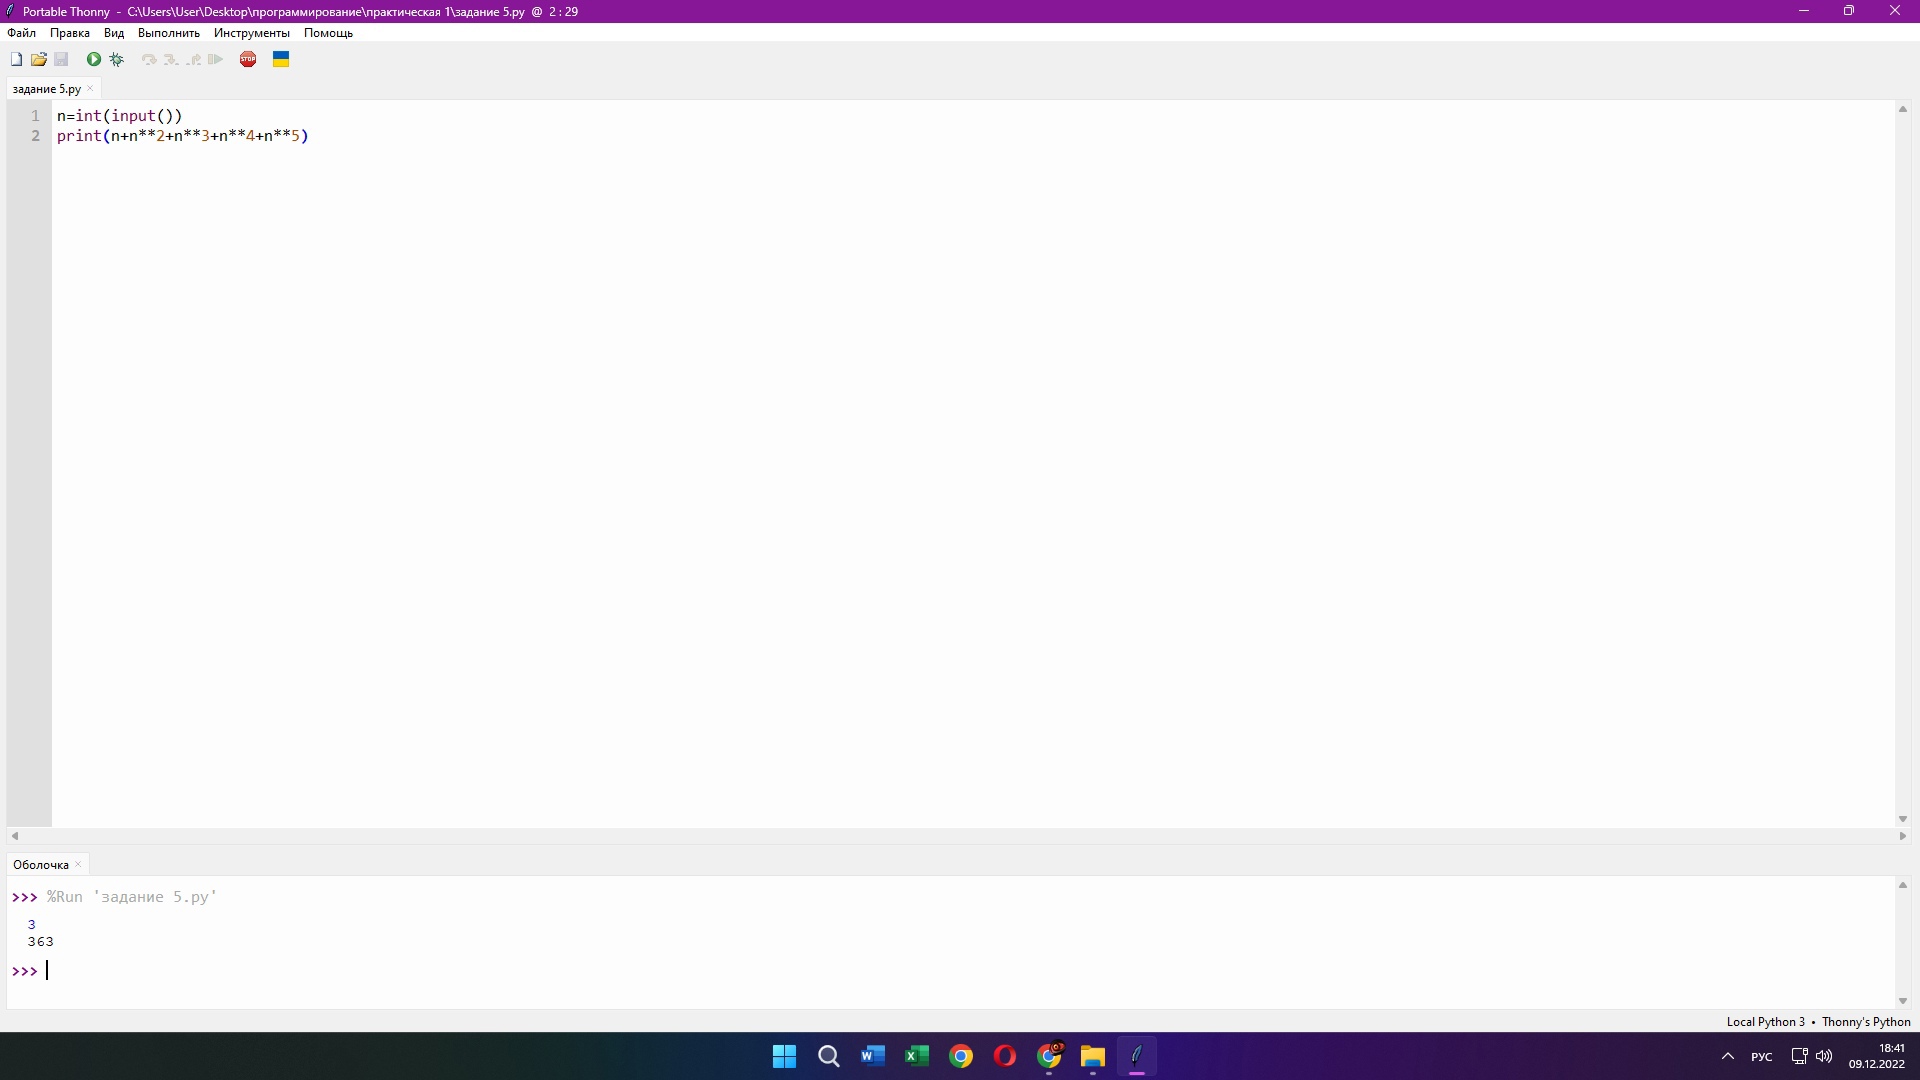 Portable Thonny - C:\Users\User\Desktop\программирование\практическая 1\задание 5.py @ 2 : 29
Файл Правка Вид Выполнить Инструменты Помощь
STOP
задание 5.py ×
1 n=int(input())
2 print(n+n**2+n**3+n**4+n**5)
Оболочка ×
>>> %Run 'задание 5.py'
3
363
>>>
Local Python 3 • Thonny's Python
РУС
18:41
09.12.2022